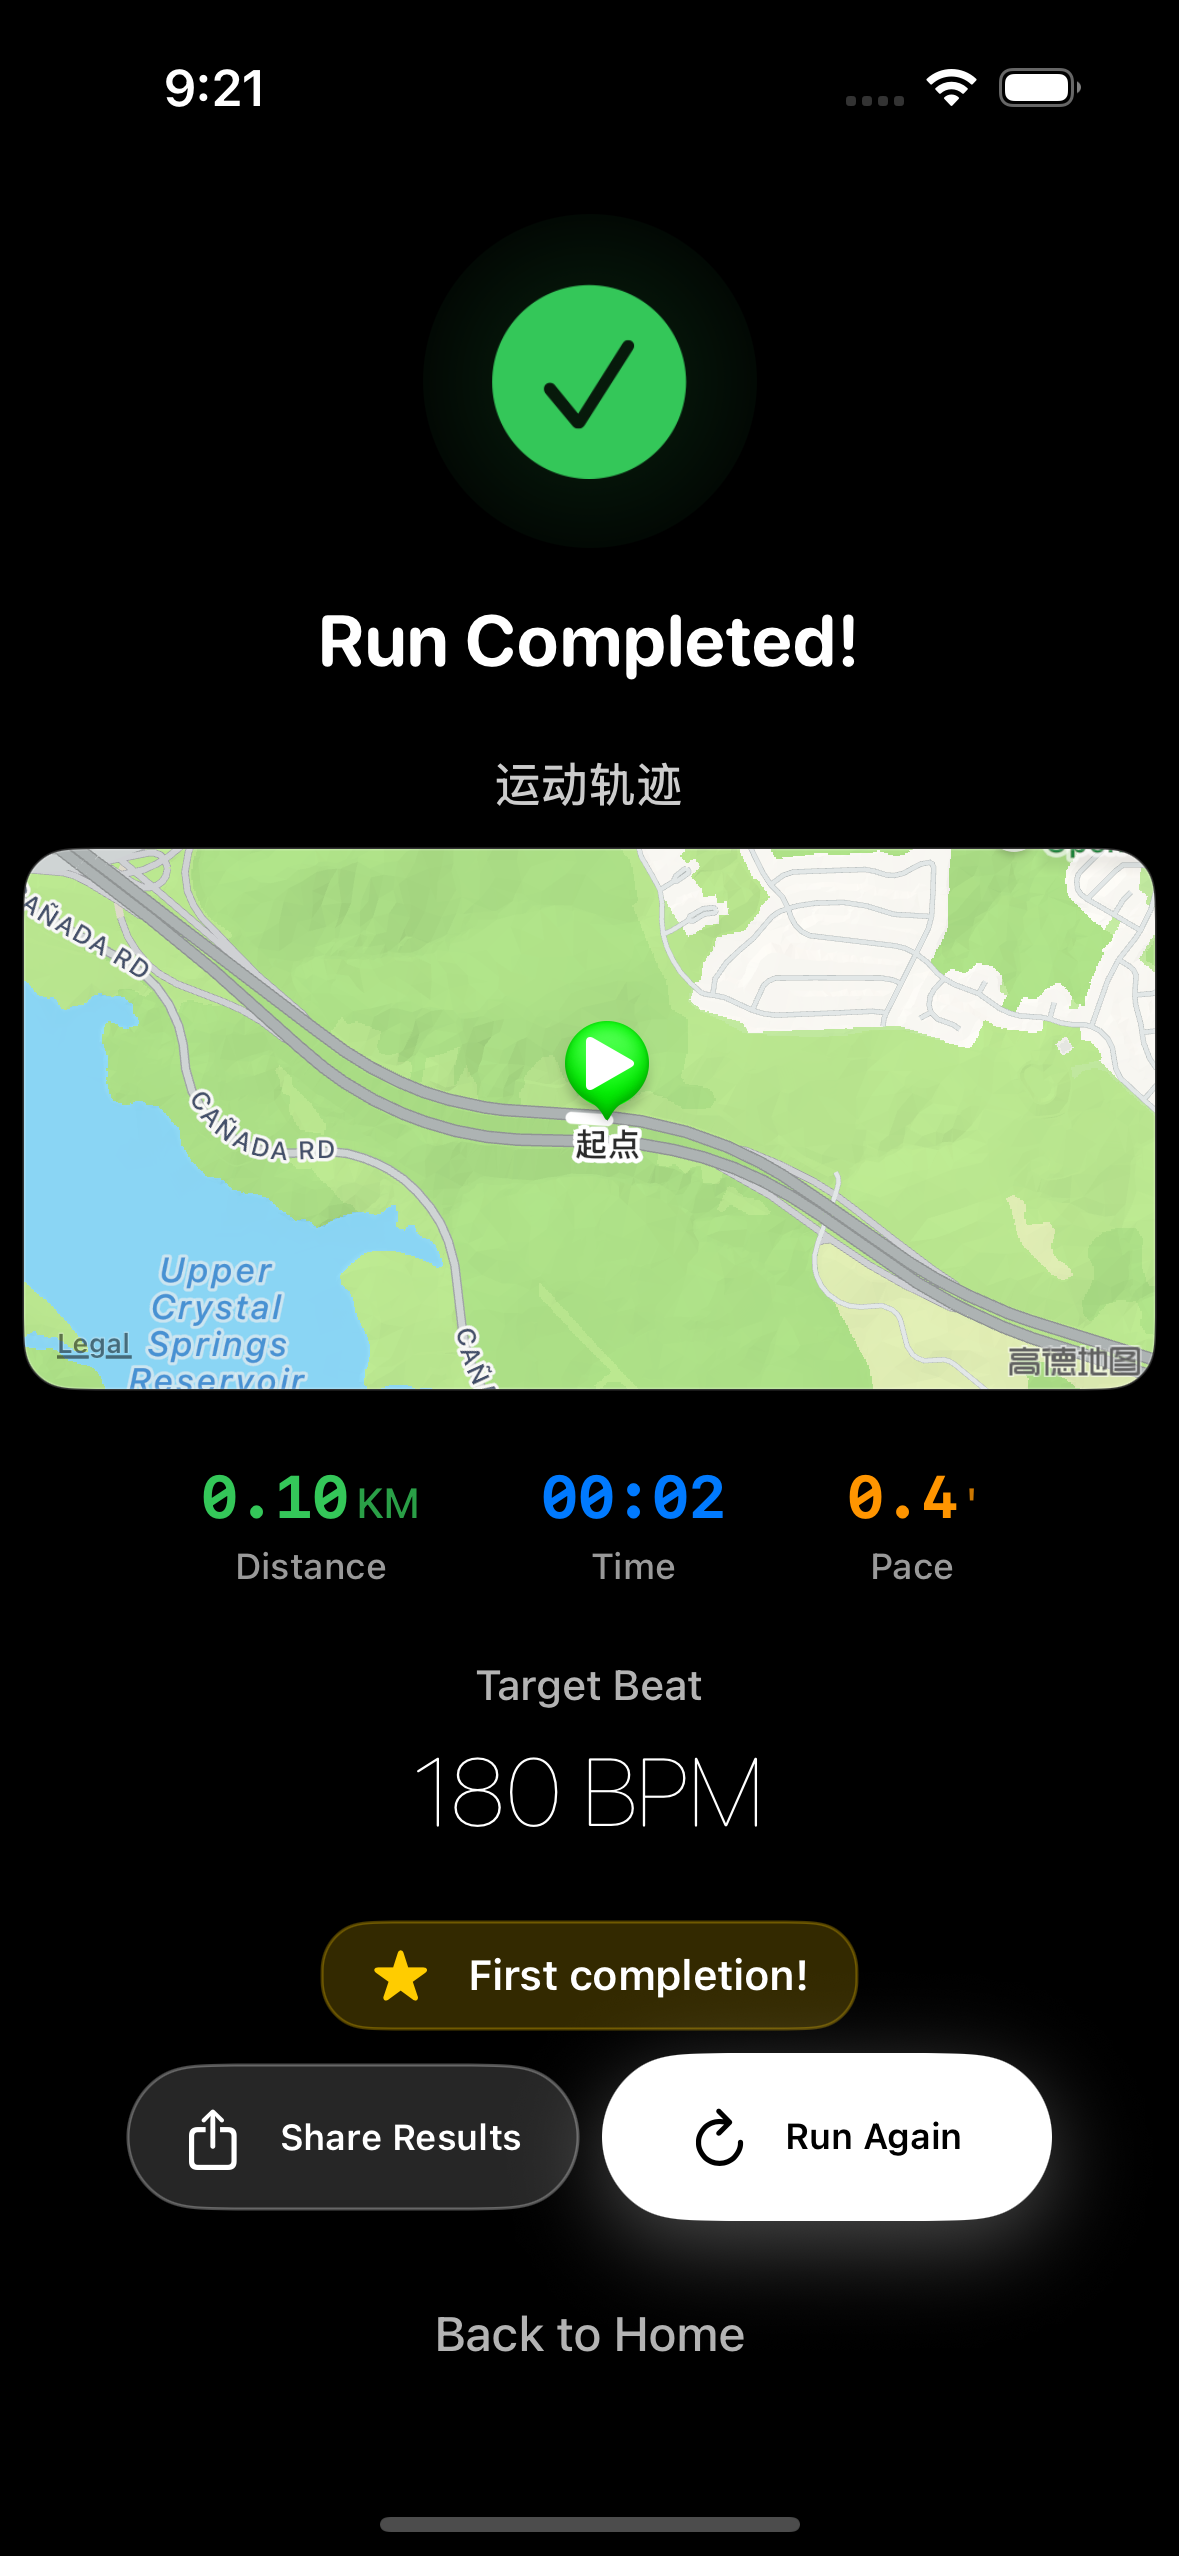 9:21
Run Completed!
运动轨迹
CAÑADA RD
CAÑADA RD
起点
Upper
Crystal
Springs
Reservoir
Legal
高德地图
0.10 KM
00:02
0.4'
Distance
Time
Pace
Target Beat
180 BPM
First completion!
Share Results
Run Again
Back to Home